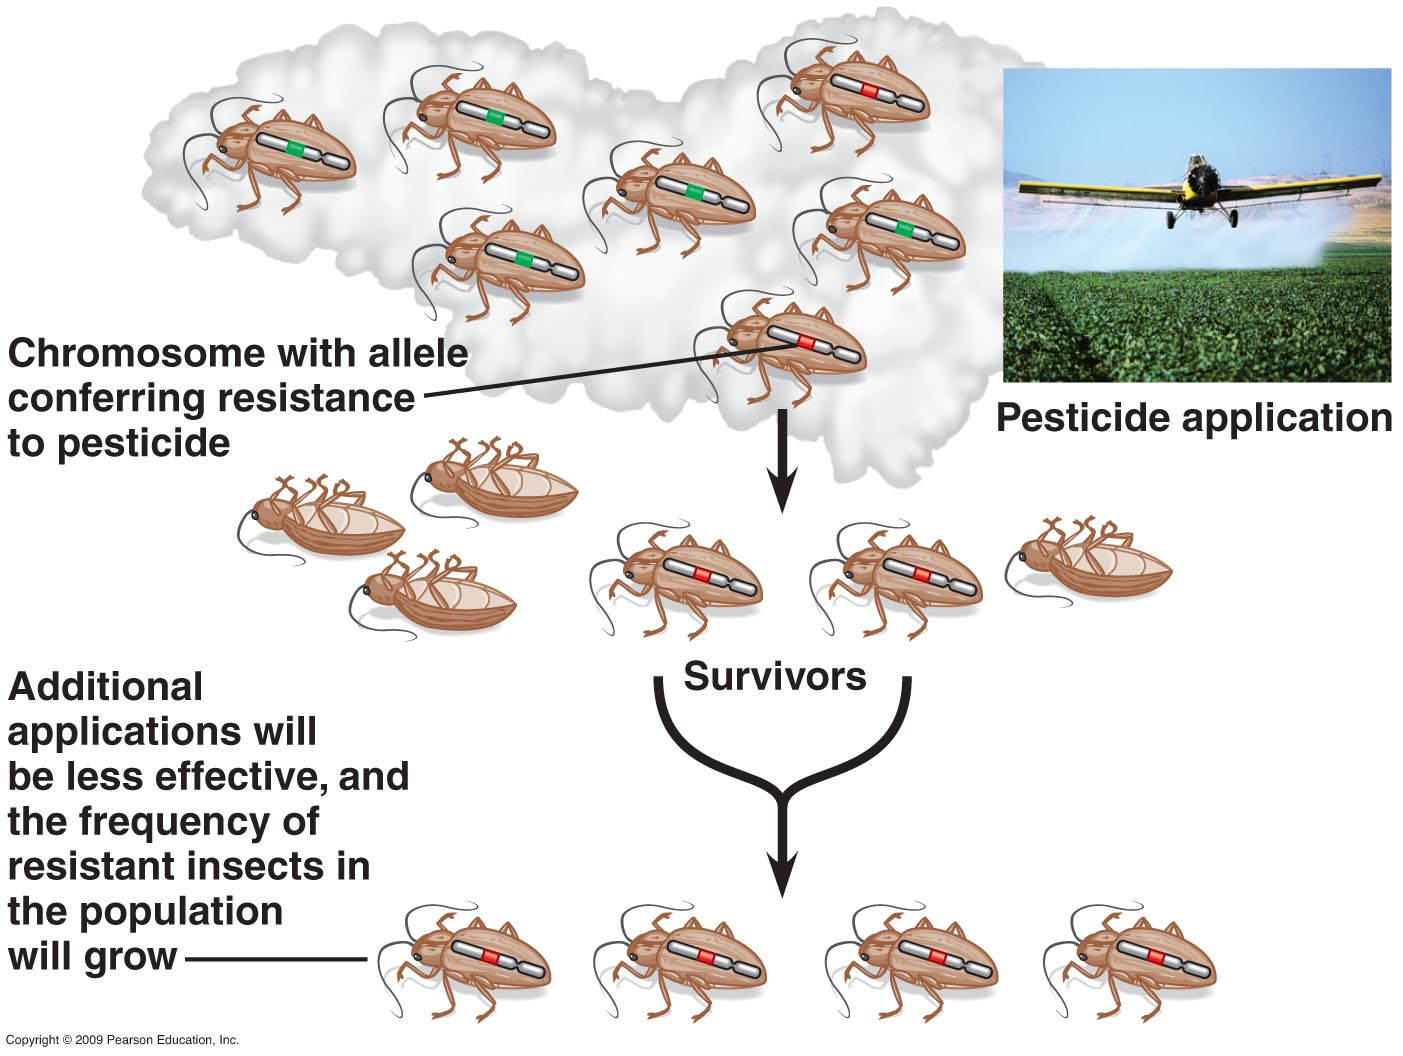 Chromosome with allele
conferring resistance
to pesticide
Pesticide application
Survivors
Additional
applications will
be less effective, and
the frequency of
resistant insects in
the population
will grow
Copyright © 2009 Pearson Education, Inc.